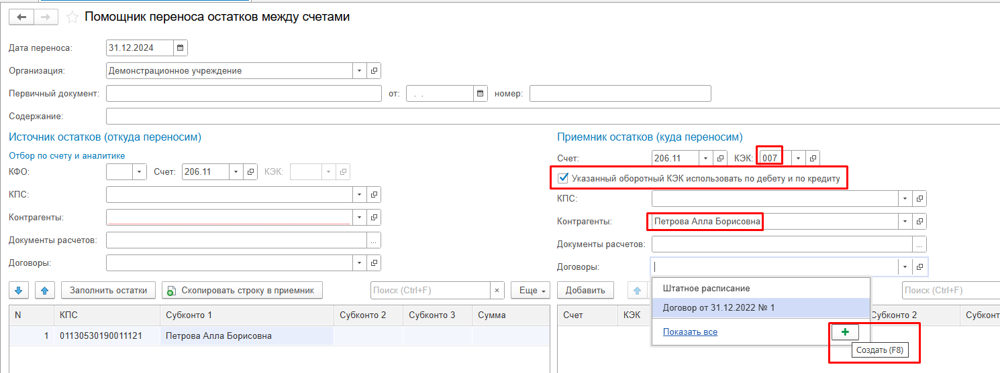 Помощник переноса остатков между счетами
Дата переноса: 31.12.2024
Организация: Демонстрационное учреждение
Первичный документ: от: . . номер:
Содержание:
Источник остатков (откуда переносим) Приемник остатков (куда переносим)
Отбор по счету и аналитике
КФО: Счет: 206.11 КЭК: Счет: 206.11 КЭК: 007
Указанный оборотный КЭК использовать по дебету и по кредиту
КПС: КПС:
Контрагенты: Контрагенты: Петрова Алла Борисовна
Документы расчетов: ... Документы расчетов: ...
Договоры: Договоры:
Заполнить остатки Скопировать строку в приемник Поиск (Ctrl+F) × Еще Добавить Штатное расписание Поиск (Ctrl+F)
N КПС Субконто 1 Субконто 2 Субконто 3 Сумма Счет КЭК Договор от 31.12.2022 № 1 Субконто 2 Субконт
1 01130530190011121 Петрова Алла Борисовна Показать все +
Создать (F8)